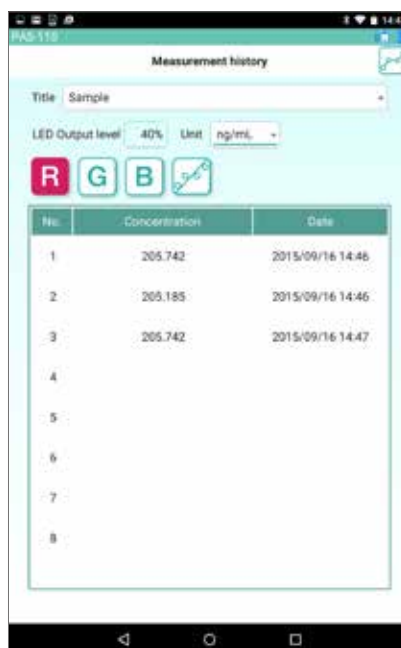 14:4
PAS-110
Measurement history
Title Sample
LED Output level 40% Unit ng/mL
R G B
No. Concentration Date
1 205.742 2015/09/16 14:46
2 205.185 2015/09/16 14:46
3 205.742 2015/09/16 14:47
4
5
6
7
8